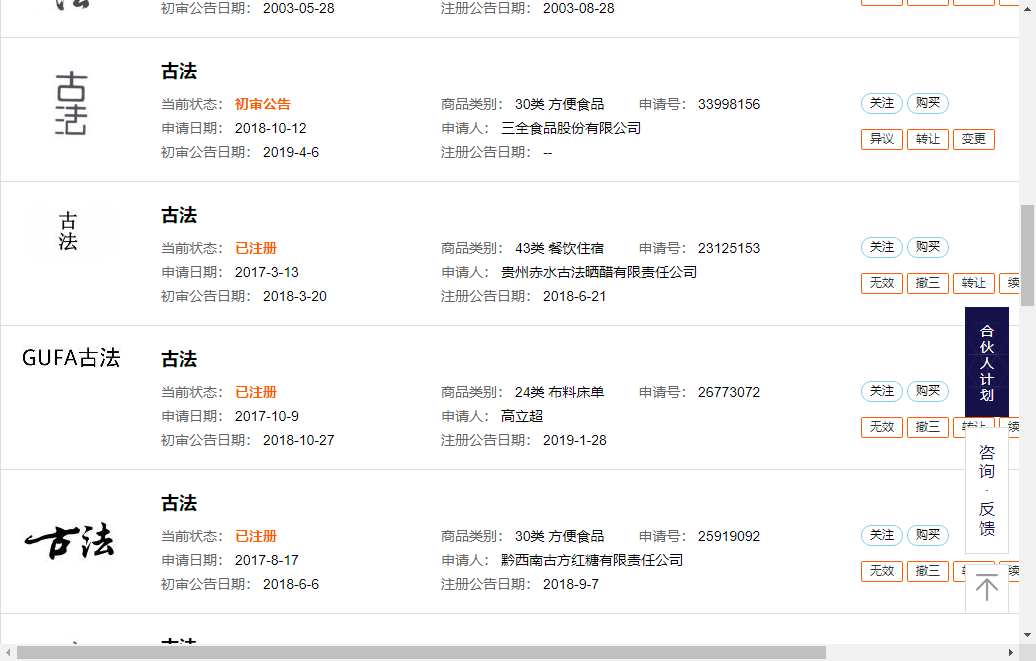 初审公告日期： 2003-05-28 注册公告日期： 2003-08-28
古法
古法
当前状态： 初审公告 商品类别： 30类 方便食品 申请号： 33998156 关注 购买
申请日期： 2018-10-12 申请人： 三全食品股份有限公司 异议 转让 变更
初审公告日期： 2019-4-6 注册公告日期： --
古法
古法
当前状态： 已注册 商品类别： 43类 餐饮住宿 申请号： 23125153 关注 购买
申请日期： 2017-3-13 申请人： 贵州赤水古法晒醋有限责任公司 无效 撤三 转让 续
初审公告日期： 2018-3-20 注册公告日期： 2018-6-21
合伙人计划
GUFA古法
古法
当前状态： 已注册 商品类别： 24类 布料床单 申请号： 26773072 关注 购买
申请日期： 2017-10-9 申请人： 高立超 无效 撤三 转让 续
初审公告日期： 2018-10-27 注册公告日期： 2019-1-28
咨询·反馈
古法
古法
当前状态： 已注册 商品类别： 30类 方便食品 申请号： 25919092 关注 购买
申请日期： 2017-8-17 申请人： 黔西南古方红糖有限责任公司 无效 撤三 续
初审公告日期： 2018-6-6 注册公告日期： 2018-9-7